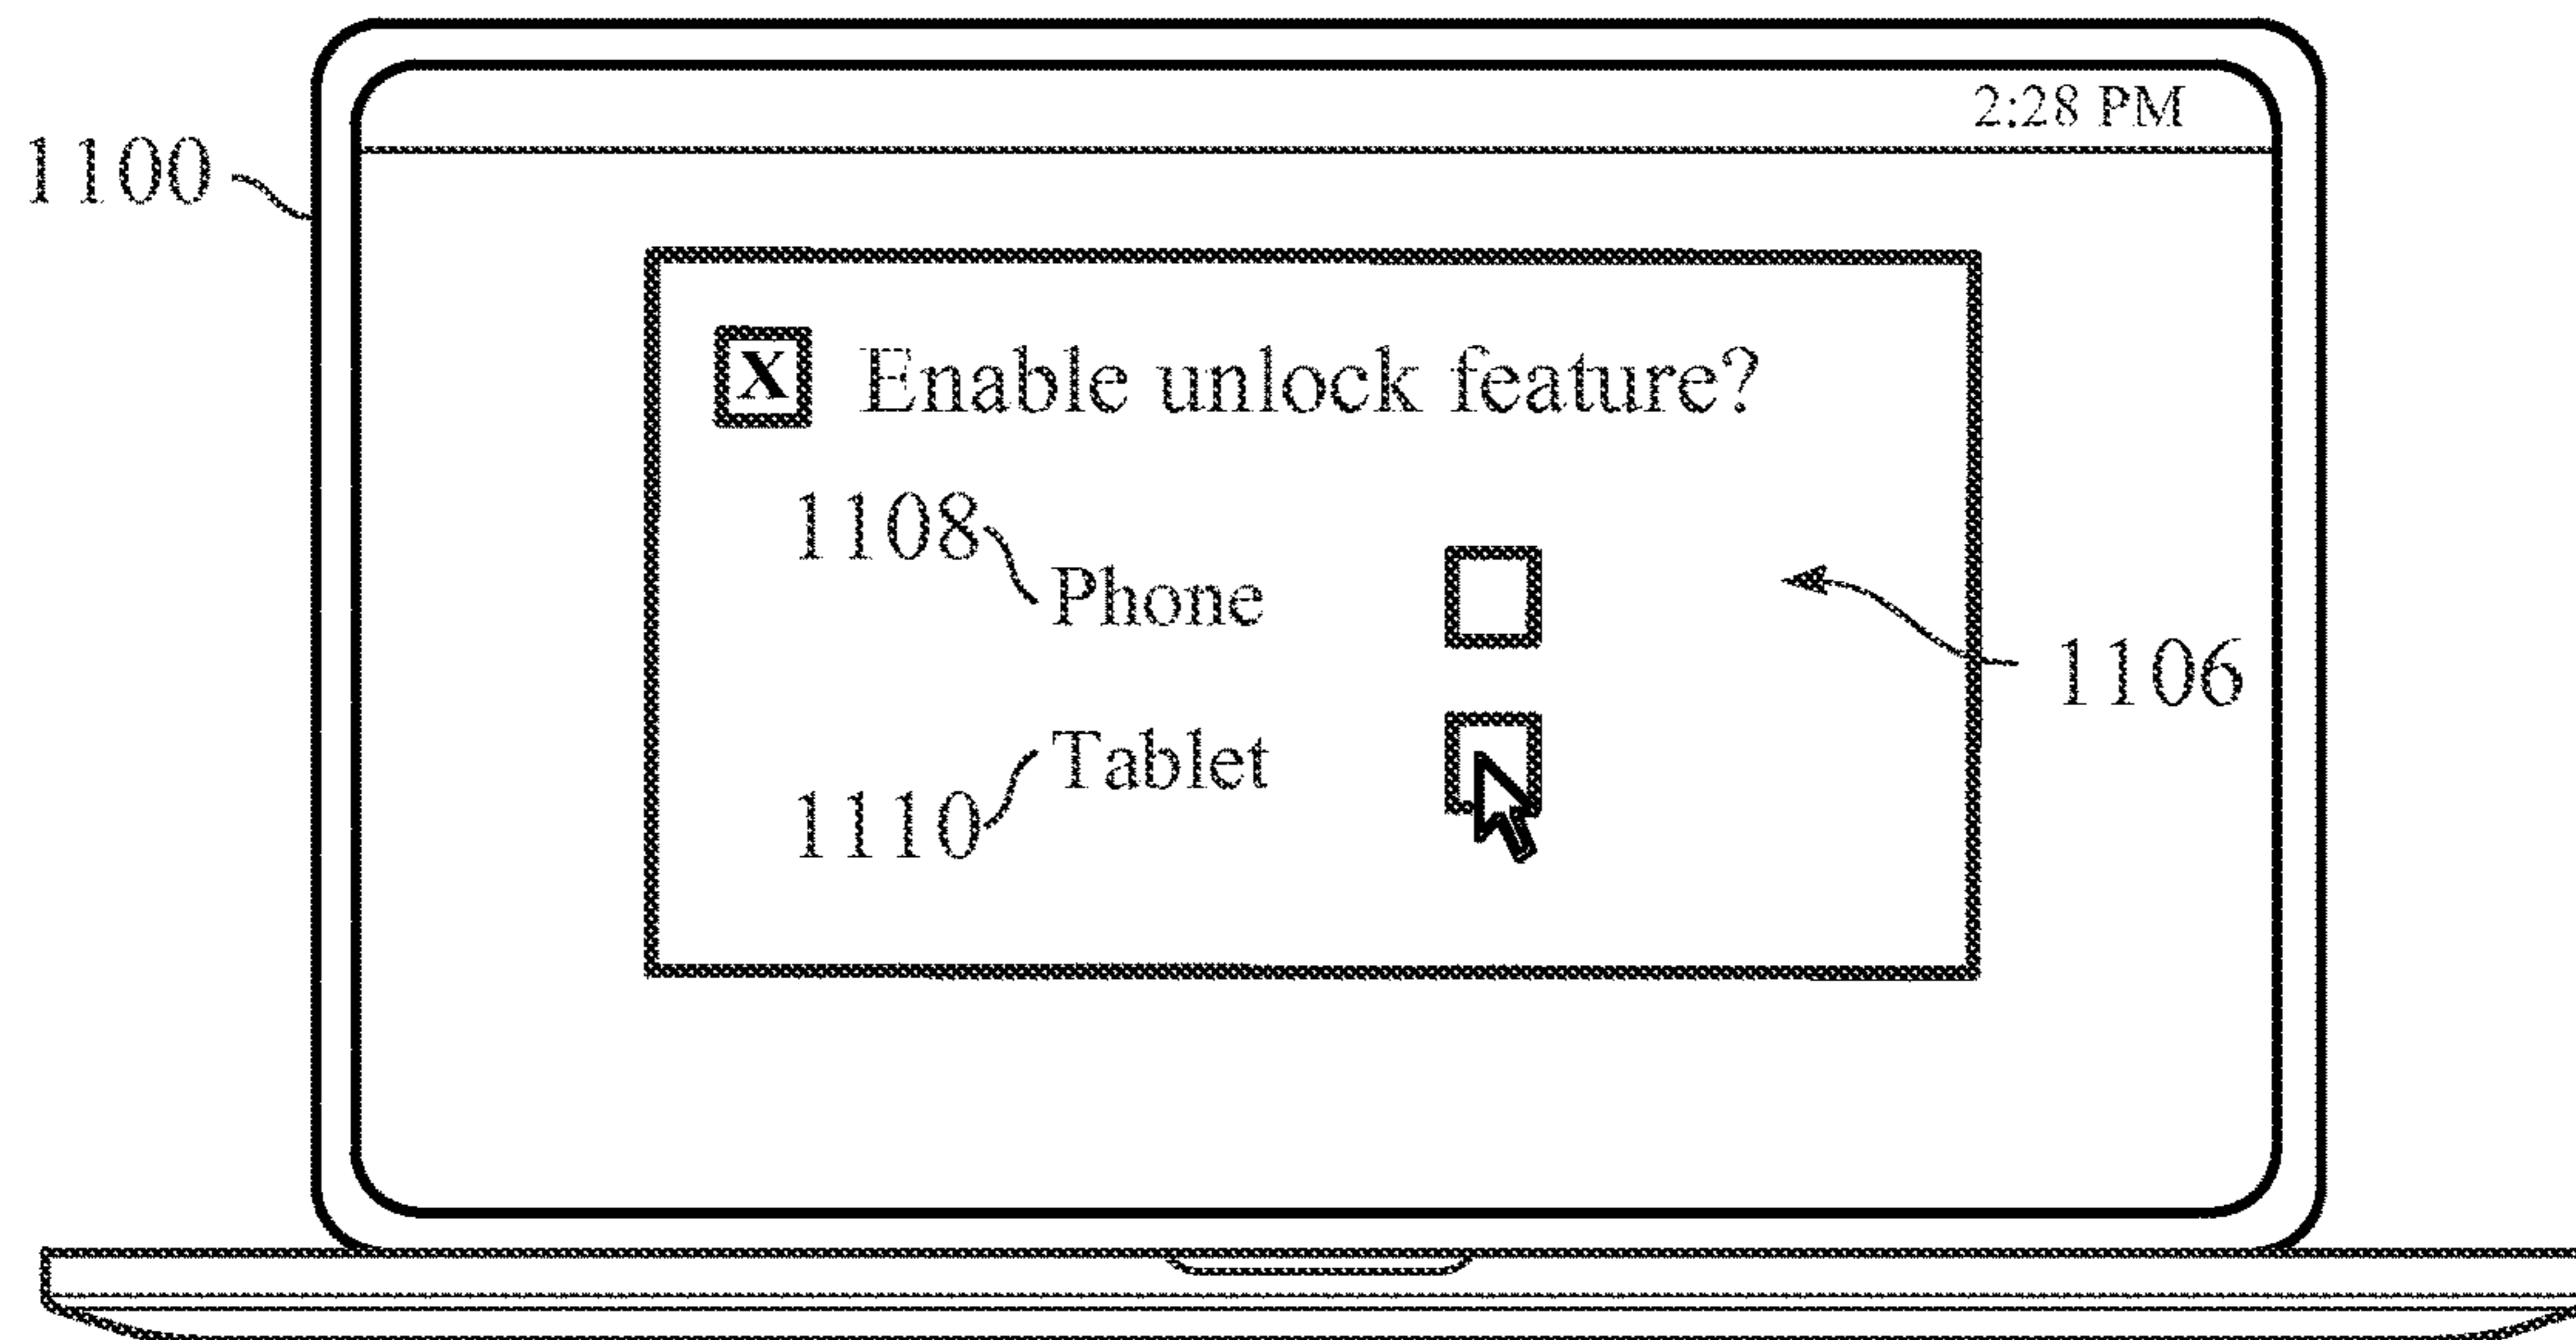 2:28 PM
1100
X Enable unlock feature?
1108
Phone
1106
Tablet
1110